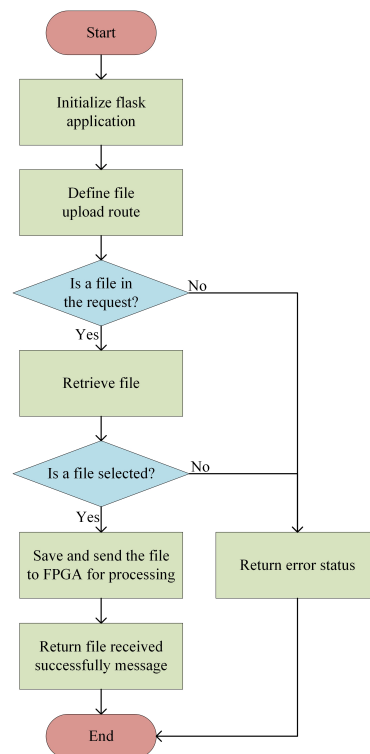 Start
Initialize flask
application
Define file
upload route
Is a file in
the request?
No
Yes
Retrieve file
Is a file selected?
No
Yes
Save and send the file
to FPGA for processing
Return error status
Return file received
successfully message
End